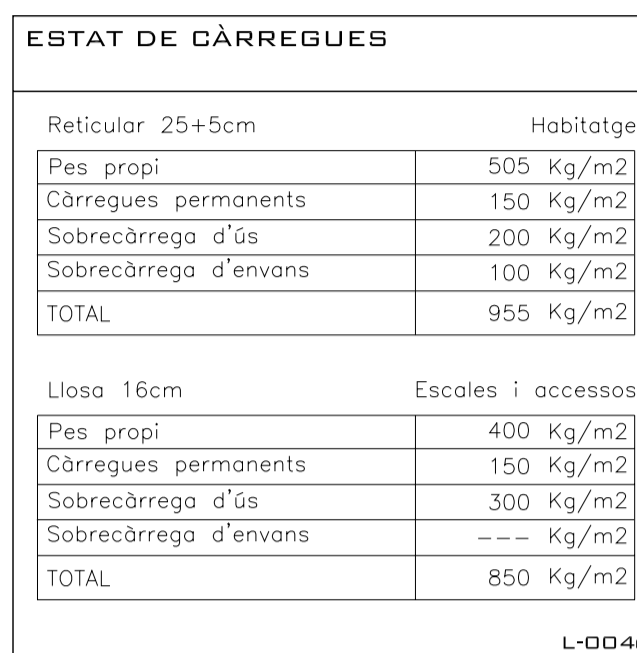 ESTAT DE CÀRREGUES
Reticular 25+5cm Habitatge
Pes propi 505 Kg/m2
Càrregues permanents 150 Kg/m2
Sobrecàrrega d'ús 200 Kg/m2
Sobrecàrrega d'envans 100 Kg/m2
TOTAL 955 Kg/m2
Llosa 16cm Escales i accessos
Pes propi 400 Kg/m2
Càrregues permanents 150 Kg/m2
Sobrecàrrega d'ús 300 Kg/m2
Sobrecàrrega d'envans --- Kg/m2
TOTAL 850 Kg/m2